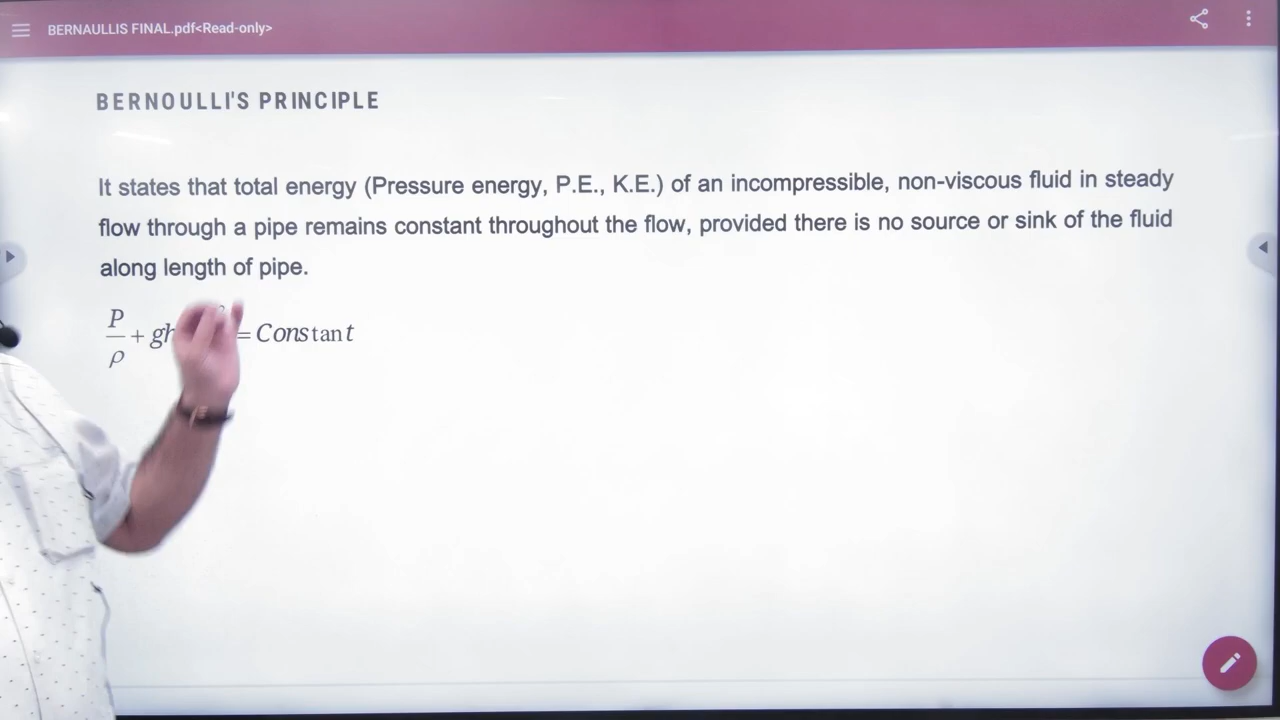 BERNAULLIS FINAL.pdf<Read-only>
BERNOULLI'S PRINCIPLE
It states that total energy (Pressure energy, P.E., K.E.) of an incompressible, non-viscous fluid in steady
flow through a pipe remains constant throughout the flow, provided there is no source or sink of the fluid
along length of pipe.
P/ρ + gh = Constant